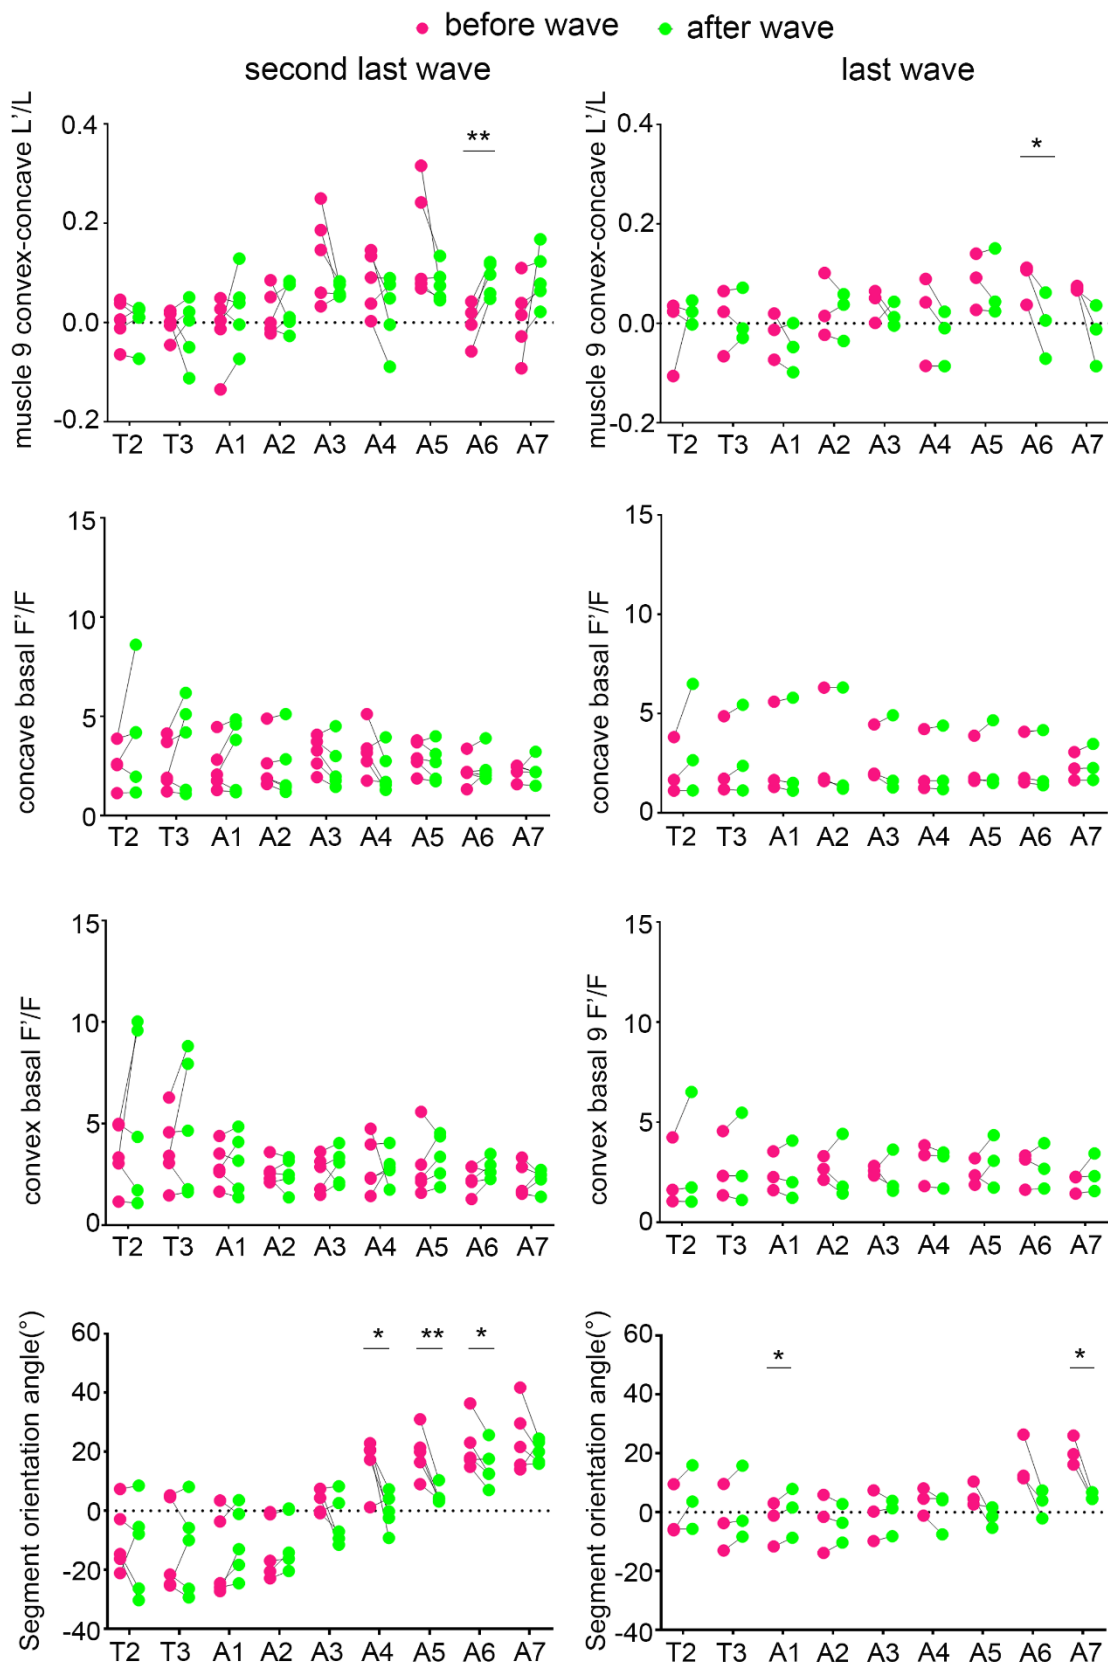 before wave after wave
second last wave last wave
muscle 9 convex-concave L'/L
0.4
**
0.2
0.0
-0.2
T2 T3 A1 A2 A3 A4 A5 A6 A7
muscle 9 convex-concave L'/L
0.4
*
0.2
0.0
-0.2
T2 T3 A1 A2 A3 A4 A5 A6 A7
concave basal F'/F
15
10
5
0
T2 T3 A1 A2 A3 A4 A5 A6 A7
concave basal F'/F
15
10
5
0
T2 T3 A1 A2 A3 A4 A5 A6 A7
convex basal F'/F
15
10
5
0
T2 T3 A1 A2 A3 A4 A5 A6 A7
convex basal 9 F'/F
15
10
5
0
T2 T3 A1 A2 A3 A4 A5 A6 A7
Segment orientation angle(°)
60
* ** *
40
20
0
-20
-40
T2 T3 A1 A2 A3 A4 A5 A6 A7
Segment orientation angle(°)
60
* *
40
20
0
-20
-40
T2 T3 A1 A2 A3 A4 A5 A6 A7